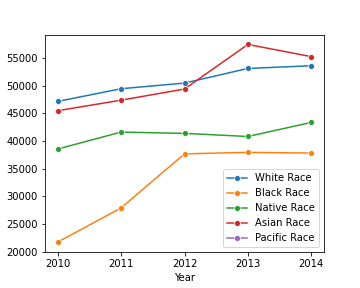 55000
50000
45000
40000
35000
30000
25000
20000
2010 2011 2012 2013 2014
Year
White Race
Black Race
Native Race
Asian Race
Pacific Race